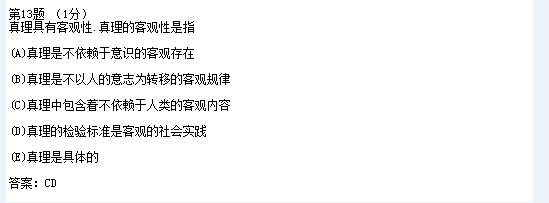 第13题 （1分）
真理具有客观性.真理的客观性是指
(A)真理是不依赖于意识的客观存在
(B)真理是不以人的意志为转移的客观规律
(C)真理中包含着不依赖于人类的客观内容
(D)真理的检验标准是客观的社会实践
(E)真理是具体的
答案：CD